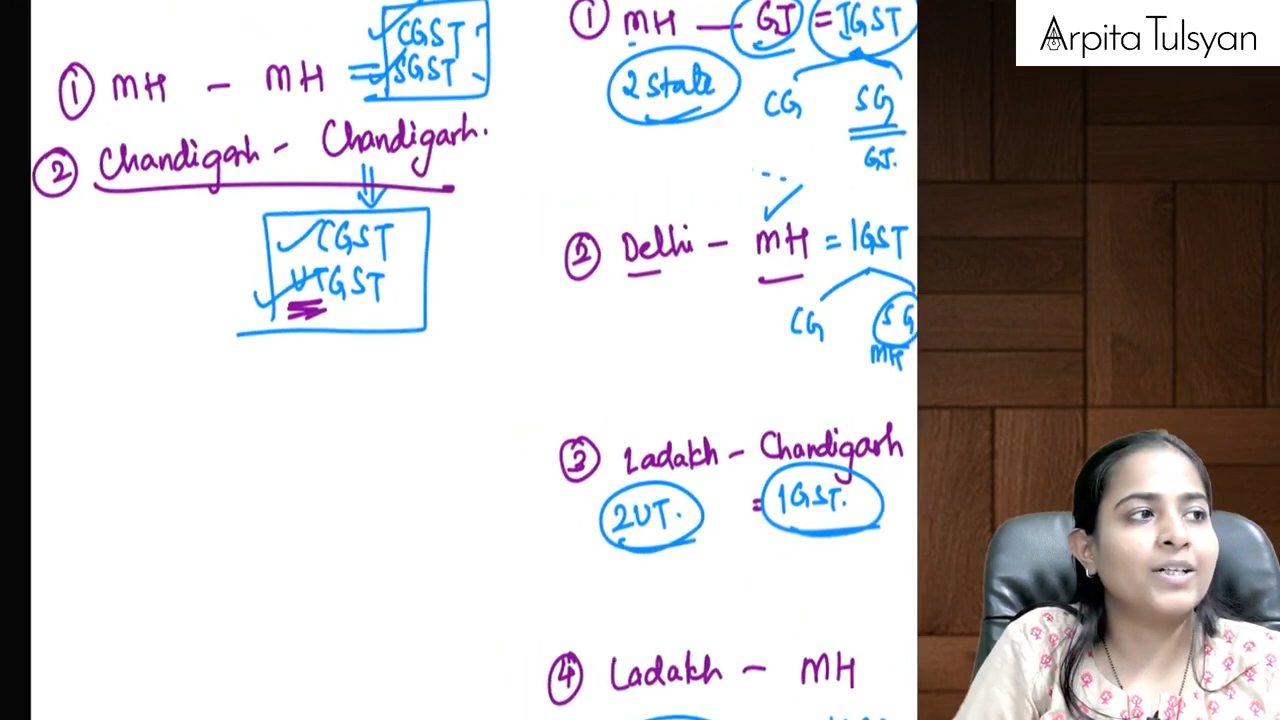 Arpita Tulsyan
CGST
① MH - MH = SGST
② Chandigarh - Chandigarh.
CGST
UTGST
① MH - GJ = IGST
2 State
CG SG
GJ.
② Delhi - MH = IGST
CG SG
MH
③ Ladakh - Chandigarh
2UT. = IGST.
④ Ladakh - MH